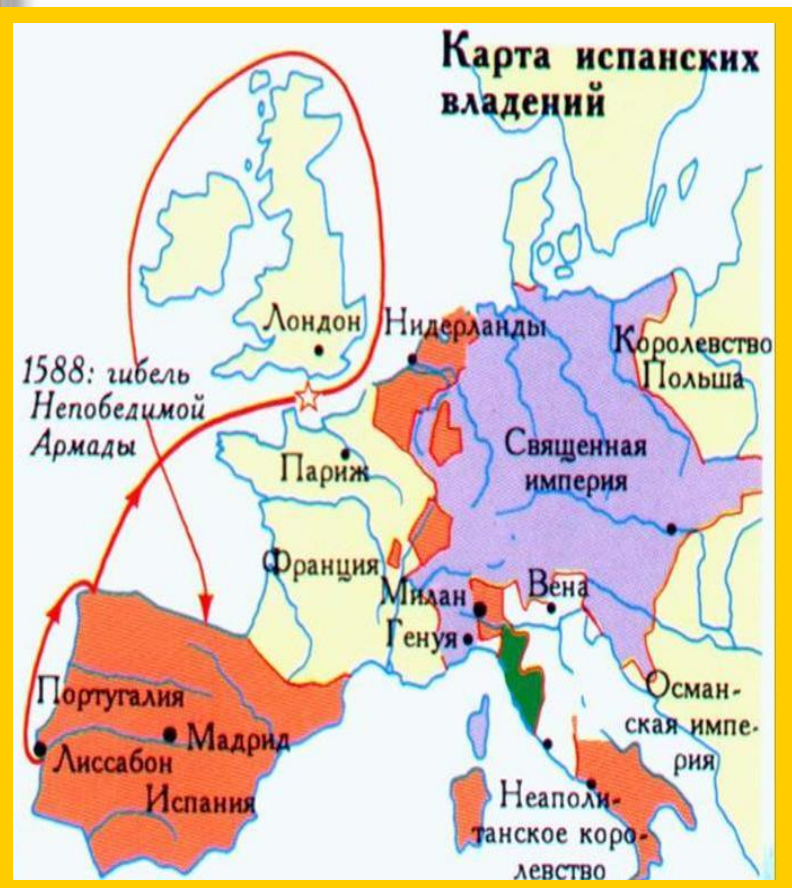 Карта испанских
владений
Лондон
Нидерланды
Королевство
Польша
1588: гибель
Непобедимой
Армады
Священная
империя
Париж
Франция
Милан
Вена
Генуя
Португалия
Мадрид
Лиссабон
Испания
Осман-
ская импе-
рия
Неаполи-
танское коро-
левство